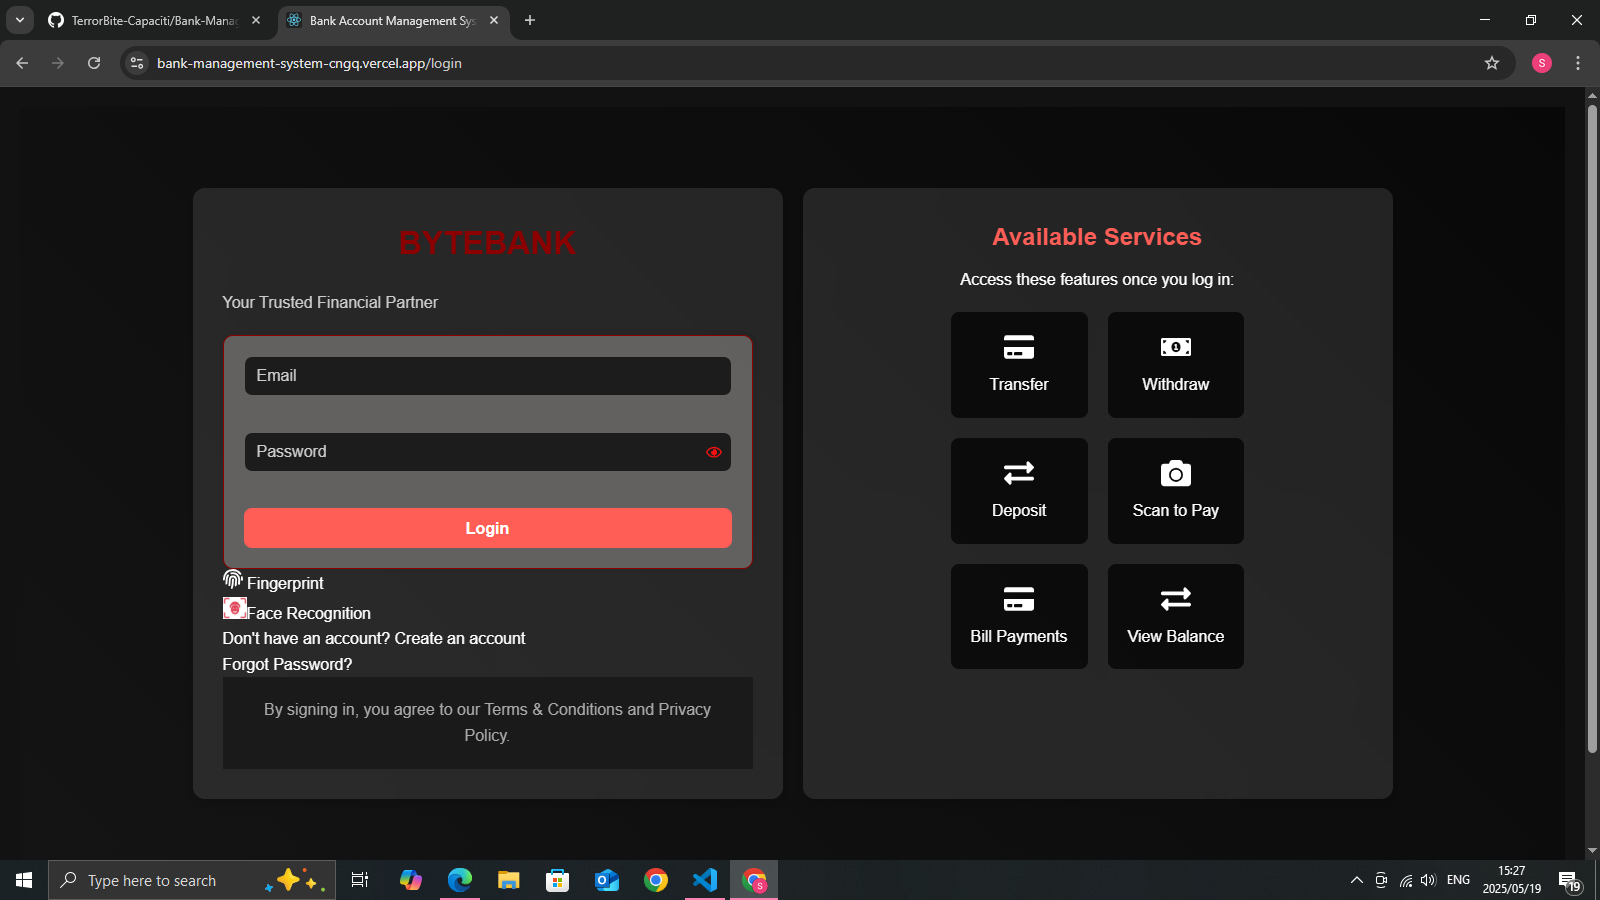 TerrorBite-Capaciti/Bank-Manag
Bank Account Management Sys
bank-management-system-cngq.vercel.app/login
S
BYTEBANK
Your Trusted Financial Partner
Email
Password
Login
Fingerprint
Face Recognition
Don't have an account? Create an account
Forgot Password?
By signing in, you agree to our Terms & Conditions and Privacy
Policy.
Available Services
Access these features once you log in:
Transfer
Withdraw
Deposit
Scan to Pay
Bill Payments
View Balance
Type here to search
S
ENG
15:27
2025/05/19
19